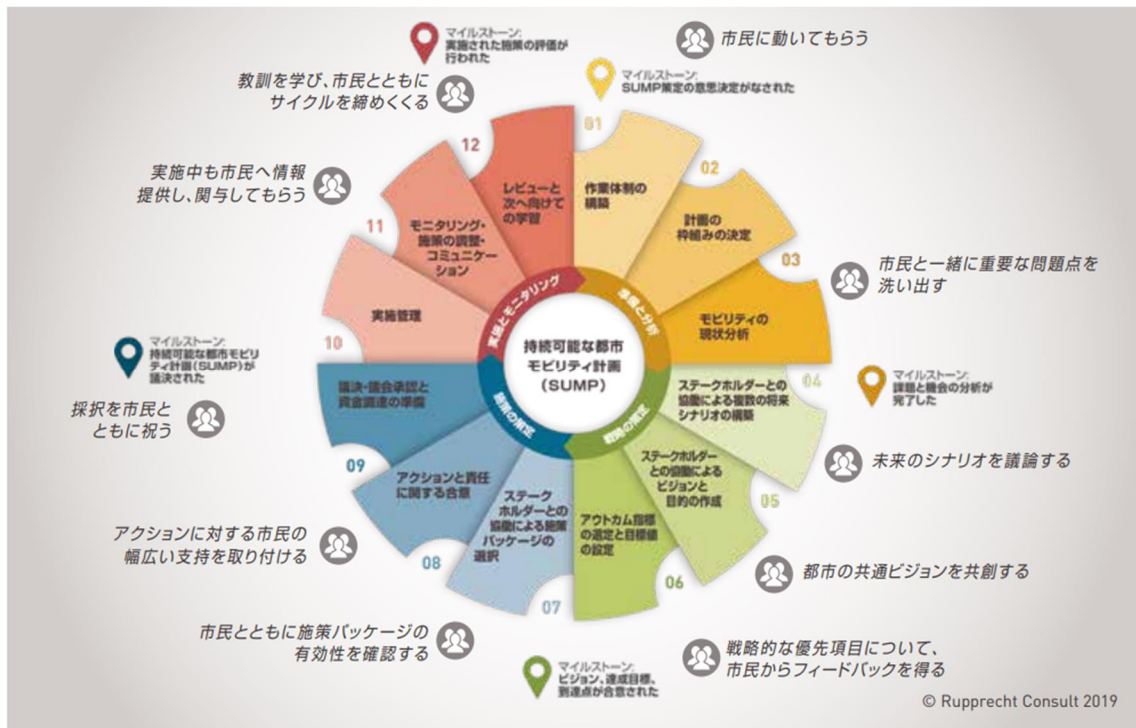 マイルストーン:
実施された施策の評価が
行われた
市民に動いてもらう
マイルストーン:
SUMP策定の意思決定がなされた
教訓を学び、市民とともに
サイクルを締めくくる
実施中も市民へ情報
提供し、関与してもらう
市民と一緒に重要な問題点を
洗い出す
マイルストーン:
持続可能な都市モビリ
ティ計画(SUMP)が
議決された
マイルストーン:
課題と機会の分析が
完了した
採択を市民と
ともに祝う
未来のシナリオを議論する
アクションに対する市民の
幅広い支持を取り付ける
都市の共通ビジョンを共創する
市民とともに施策パッケージの
有効性を確認する
戦略的な優先項目について、
市民からフィードバックを得る
マイルストーン:
ビジョン、達成目標、
到達点が合意された
01
作業体制の
構築
02
計画の
枠組みの決定
03
モビリティの
現状分析
04
ステークホルダーとの
協働による複数の将来
シナリオの構築
05
ステークホルダー
との協働による
ビジョンと
目的の作成
06
アウトカム指標
の選定と目標値
の設定
07
ステーク
ホルダーとの
協働による施策
パッケージの
選択
08
アクションと責任
に関する合意
09
議決・議会承認と
資金調達の準備
10
実施管理
11
モニタリング・
施策の調整・
コミュニケー
ション
12
レビューと
次へ向けて
の学習
準備と分析
戦略の策定
施策の策定
実施とモニタリング
持続可能な都市
モビリティ計画
(SUMP)
© Rupprecht Consult 2019